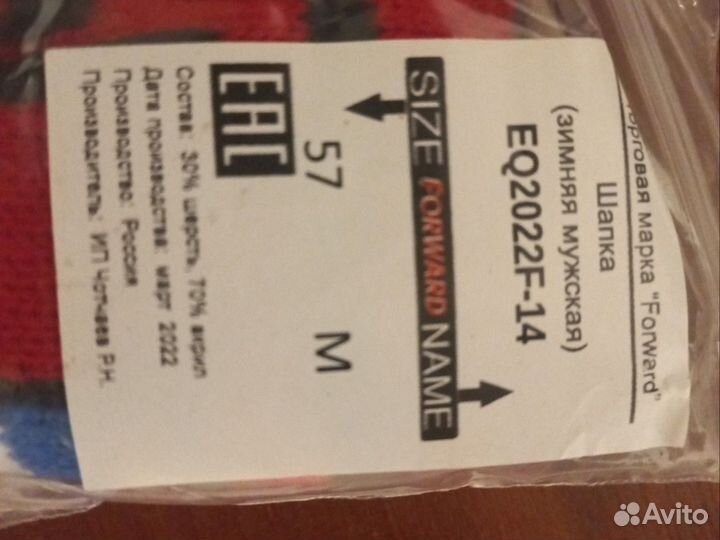 Торговая марка "Forward"
Шапка
(зимняя мужская)
EQ2022F-14
SIZE FORWARD NAME
57 M
EAC
Состав: 30% шерсть, 70% акрил
Дата производства: март 2022
Производство: Россия
Производитель: ИП Чотчаев Р.Н.
Avito